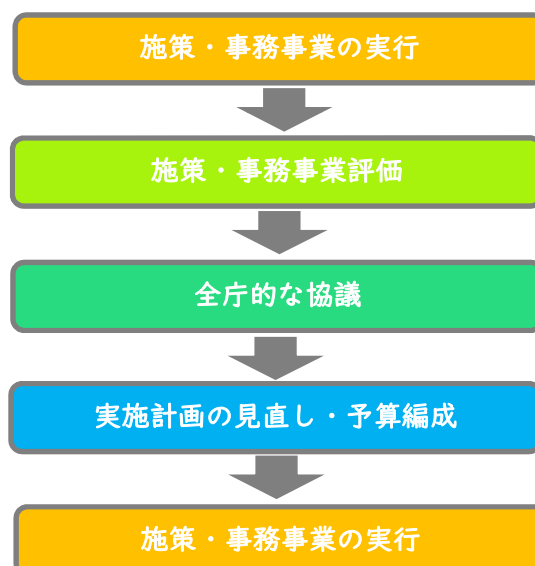 施策・事務事業の実行
施策・事務事業評価
全庁的な協議
実施計画の見直し・予算編成
施策・事務事業の実行